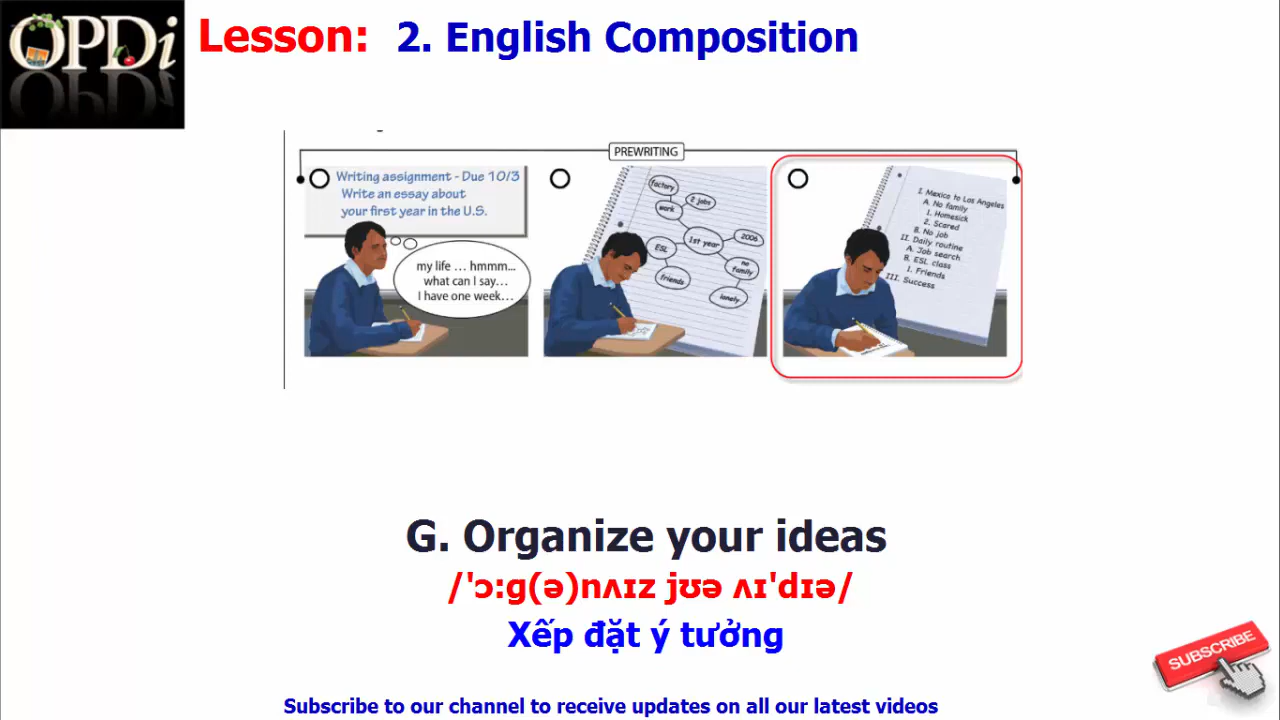 OPDi
Lesson: 2. English Composition
PREWRITING
Writing assignment - Due 10/3
Write an essay about
your first year in the U.S.
my life ... hmmm...
what can I say...
I have one week...
factory
2 jobs
work
1st year
2006
ESL
no
family
friends
lonely
I. Mexico to Los Angeles
A. No family
1. Homesick
2. Scared
B. No job
II. Daily routine
A. Job search
B. ESL class
1. Friends
III. Success
G. Organize your ideas
/ˈɔːg(ə)nʌɪz jʊə ʌɪˈdɪə/
Xếp đặt ý tưởng
SUBSCRIBE
Subscribe to our channel to receive updates on all our latest videos